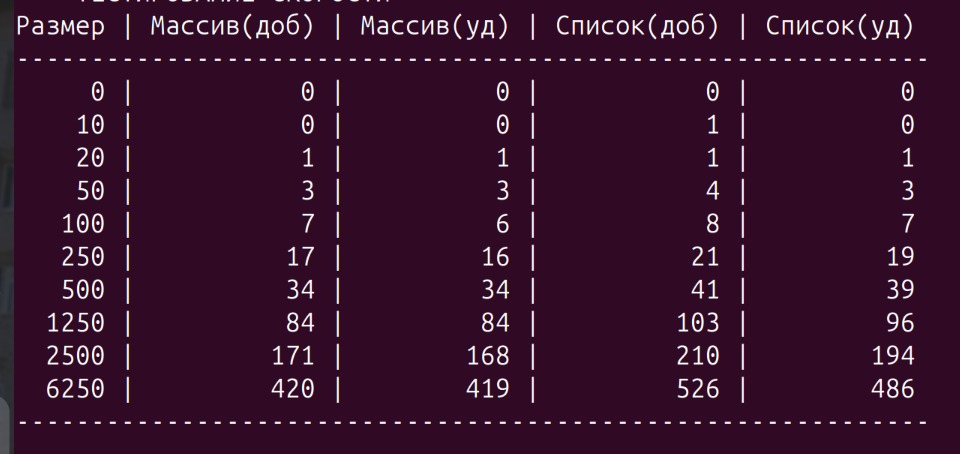 Размер | Массив(доб) | Массив(уд) | Список(доб) | Список(уд)
-------------------------------------------------------------
0 | 0 | 0 | 0 | 0
10 | 0 | 0 | 1 | 0
20 | 1 | 1 | 1 | 1
50 | 3 | 3 | 4 | 3
100 | 7 | 6 | 8 | 7
250 | 17 | 16 | 21 | 19
500 | 34 | 34 | 41 | 39
1250 | 84 | 84 | 103 | 96
2500 | 171 | 168 | 210 | 194
6250 | 420 | 419 | 526 | 486
-------------------------------------------------------------